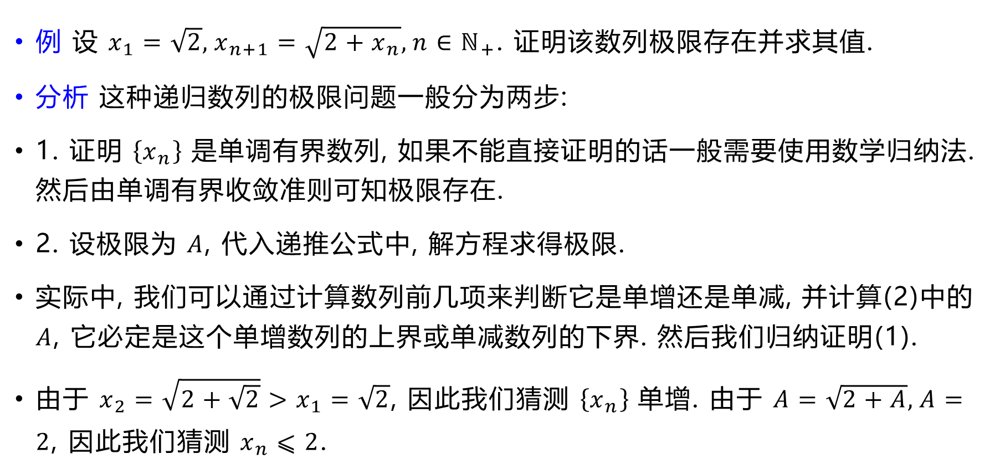 • 例 设 $x_1 = \sqrt{2}, x_{n+1} = \sqrt{2 + x_n}, n \in \mathbb{N}_+$. 证明该数列极限存在并求其值.
• 分析 这种递归数列的极限问题一般分为两步:
• 1. 证明 $\{x_n\}$ 是单调有界数列, 如果不能直接证明的话一般需要使用数学归纳法.
然后由单调有界收敛准则可知极限存在.
• 2. 设极限为 $A$, 代入递推公式中, 解方程求得极限.
• 实际中, 我们可以通过计算数列前几项来判断它是单增还是单减, 并计算(2)中的
$A$, 它必定是这个单增数列的上界或单减数列的下界. 然后我们归纳证明(1).
• 由于 $x_2 = \sqrt{2 + \sqrt{2}} > x_1 = \sqrt{2}$, 因此我们猜测 $\{x_n\}$ 单增. 由于 $A = \sqrt{2 + A}, A =$
$2$, 因此我们猜测 $x_n \leqslant 2$.